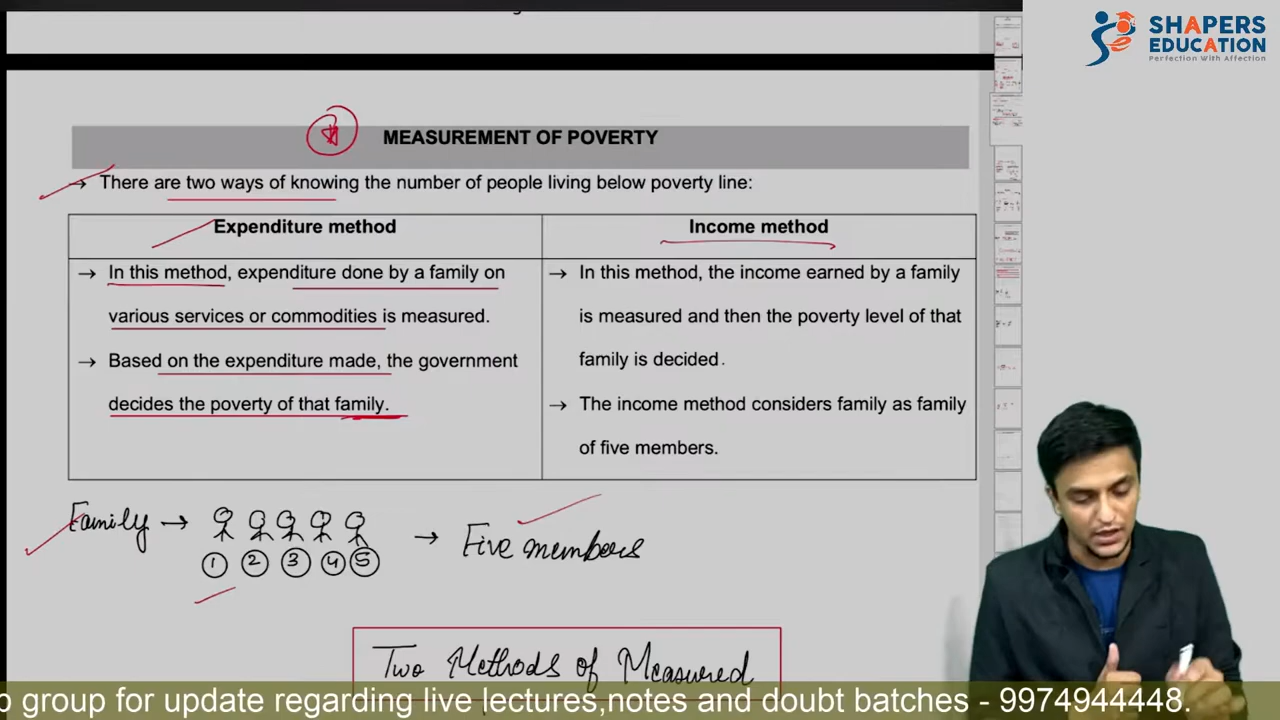 SHAPERS
EDUCATION
Perfection With Affection
MEASUREMENT OF POVERTY
→ There are two ways of knowing the number of people living below poverty line:
Expenditure method
→ In this method, expenditure done by a family on
various services or commodities is measured.
→ Based on the expenditure made, the government
decides the poverty of that family.
Income method
→ In this method, the income earned by a family
is measured and then the poverty level of that
family is decided.
→ The income method considers family as family
of five members.
Family → → Five members
1 2 3 4 5
Two Methods of Measured
group for update regarding live lectures,notes and doubt batches - 9974944448.